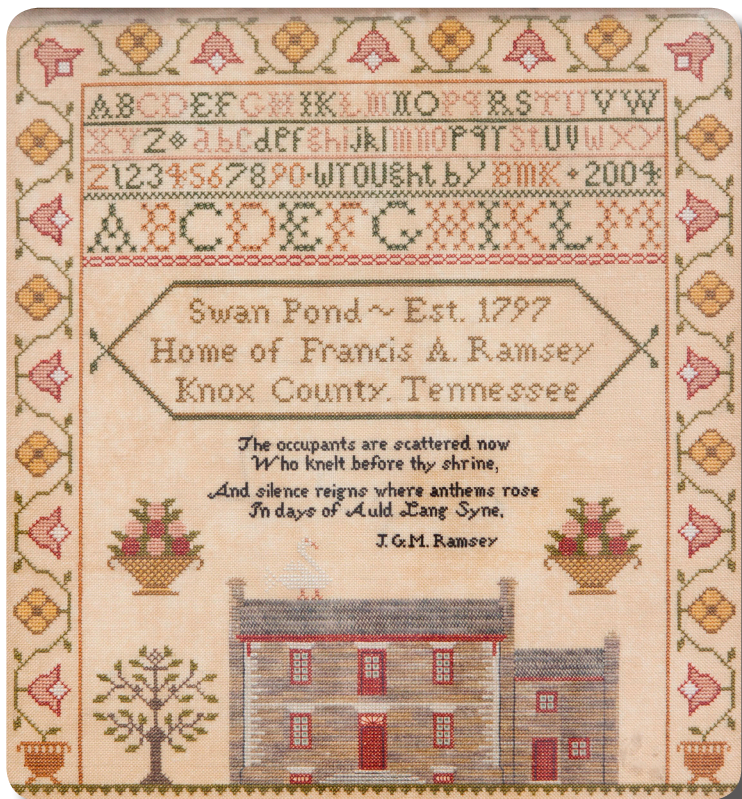 ABCDEFGHIKLMNOPQRSTUVW
XYZ abcdefghijklmnopqrstuvwxy
Z1234567890·Wrought by BMK·2004
ABCDEFGHIKLM
Swan Pond ~ Est. 1797
Home of Francis A. Ramsey
Knox County, Tennessee
The occupants are scattered now
Who knelt before thy shrine,
And silence reigns where anthems rose
In days of Auld Lang Syne.
J.G.M. Ramsey